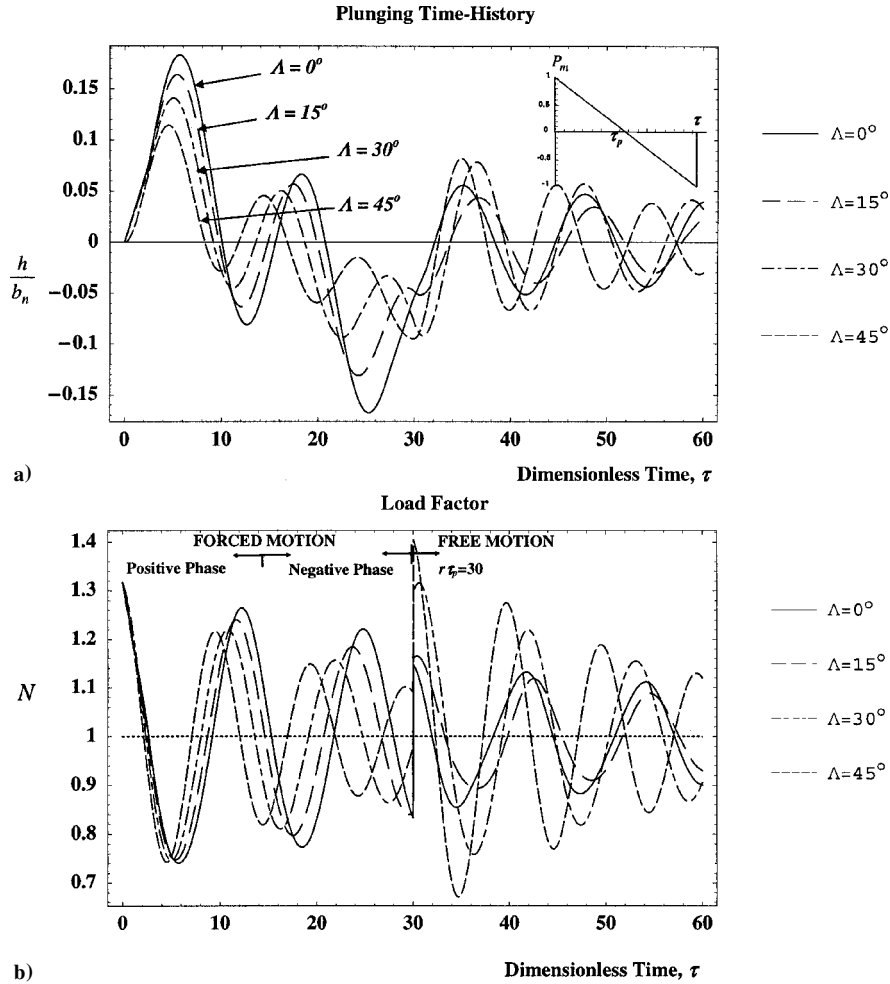 Plunging Time-History
Λ = 0°
Λ = 15°
Λ = 30°
Λ = 45°
P_m
1
0.5
0
-0.5
-1
τ_p
τ
0.15
0.1
0.05
0
−0.05
−0.1
−0.15
h
b_n
0 10 20 30 40 50 60
Λ=0°
Λ=15°
Λ=30°
Λ=45°
a)
Dimensionless Time, τ
Load Factor
FORCED MOTION
FREE MOTION
Positive Phase
Negative Phase
rτ_p=30
1.4
1.3
1.2
1.1
1
0.9
0.8
0.7
N
0 10 20 30 40 50 60
Λ=0°
Λ=15°
Λ=30°
Λ=45°
b)
Dimensionless Time, τ